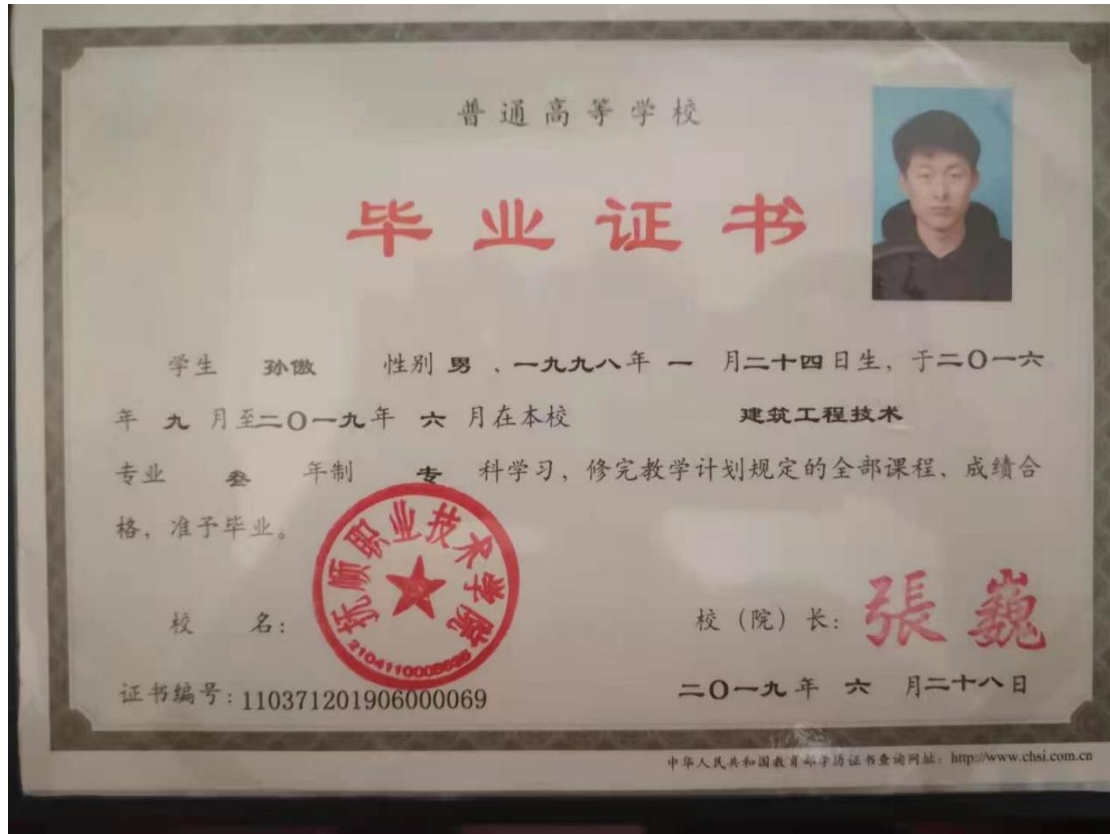 普通高等学校
毕业证书
学生 孙傲 性别 男 、一九九八年 一 月二十四日生，于二〇一六
年 九 月至二〇一九年 六 月在本校 建筑工程技术
专业 叁 年制 专 科学习，修完教学计划规定的全部课程、成绩合
格，准予毕业。
抚顺职业技术学院
校 名：
校（院）长：張巍
证书编号：110371201906000069
二〇一九年 六 月二十八日
中华人民共和国教育部学历证书查询网址：http://www.chsi.com.cn